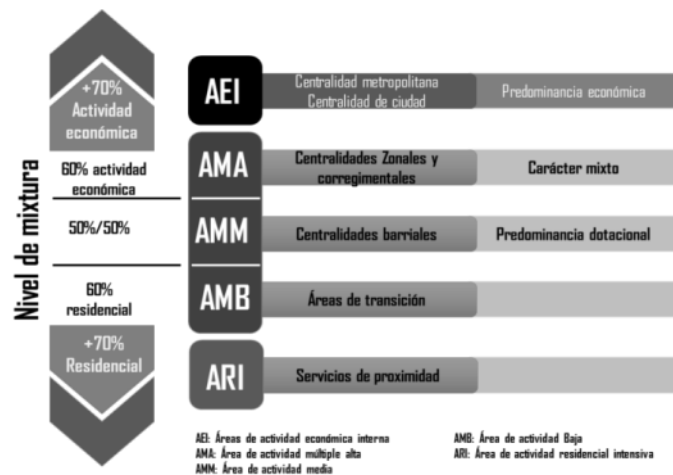 Nivel de mixtura
+70%
Actividad
económica
60% actividad
económica
50%/50%
60%
residencial
+70%
Residencial
AEI
Centralidad metropolitana
Centralidad de ciudad
Predominancia económica
AMA
Centralidades Zonales y
corregimentales
Carácter mixto
AMM
Centralidades barriales
Predominancia dotacional
AMB
Áreas de transición
ARI
Servicios de proximidad
AEI: Áreas de actividad económica interna
AMA: Área de actividad múltiple alta
AMM: Área de actividad media
AMB: Área de actividad Baja
ARI: Área de actividad residencial intensiva